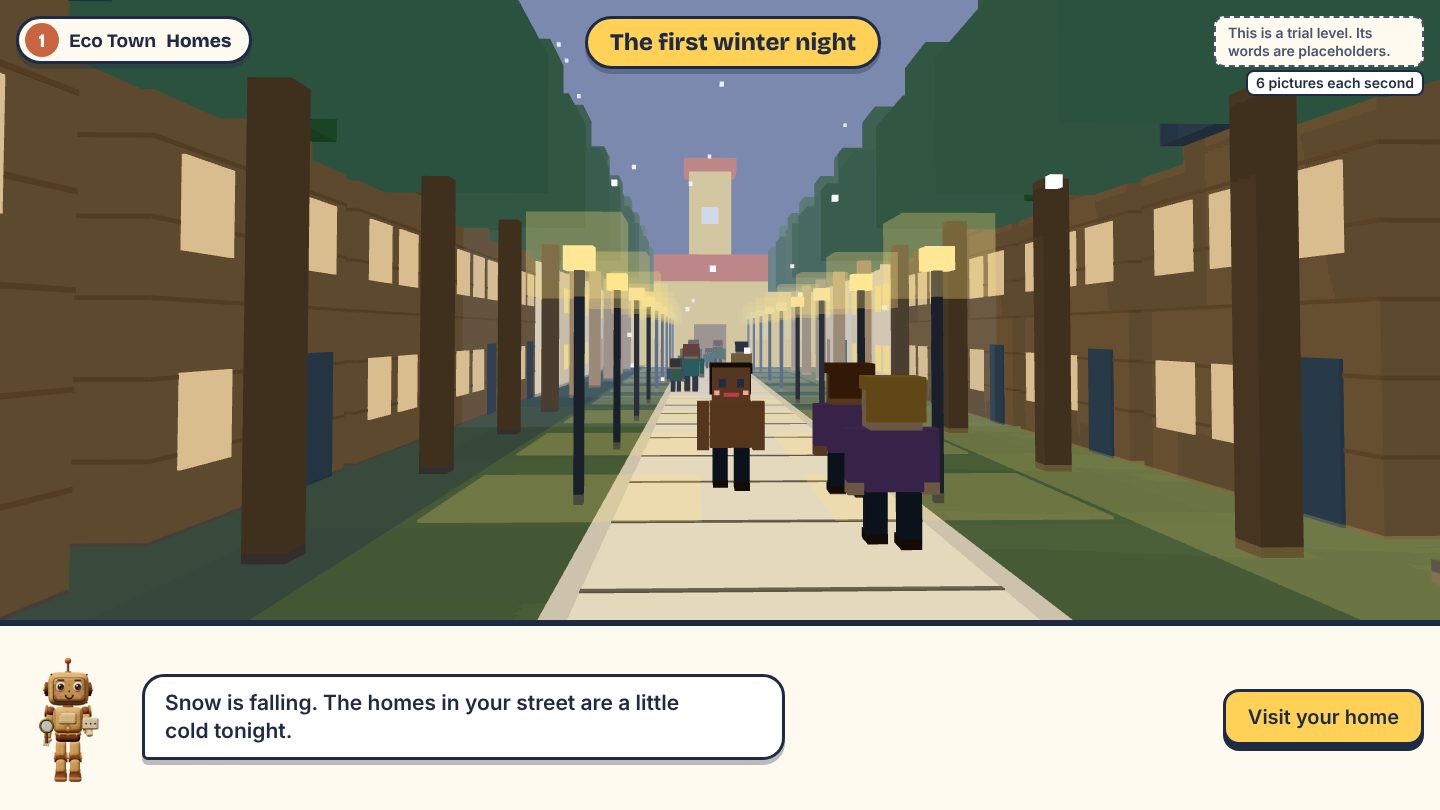 1 Eco Town Homes
The first winter night
This is a trial level. Its
words are placeholders.
6 pictures each second
Snow is falling. The homes in your street are a little
cold tonight.
Visit your home